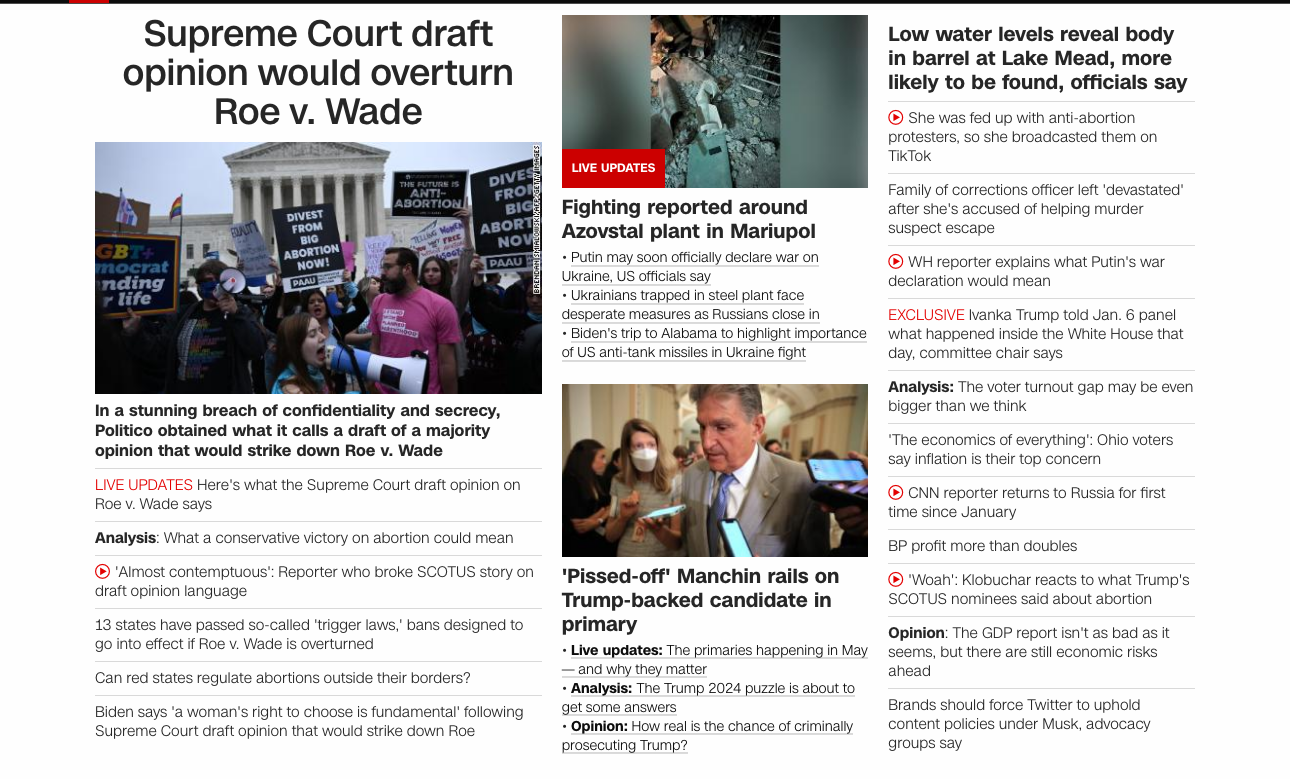 Supreme Court draft
opinion would overturn
Roe v. Wade
THE FUTURE IS
ANTI-
ABORTION
DIVEST
FROM
BIG
ABORTION
NOW!
PAAU
DIVES
FROM
BIG
ABORT
NOW
PAAU
EQUALITY
GBT+
mocrat
nding
r life
BRENDAN SMIALOWSKI/AFP/GETTY IMAGES
In a stunning breach of confidentiality and secrecy,
Politico obtained what it calls a draft of a majority
opinion that would strike down Roe v. Wade
LIVE UPDATES Here's what the Supreme Court draft opinion on
Roe v. Wade says
Analysis: What a conservative victory on abortion could mean
'Almost contemptuous': Reporter who broke SCOTUS story on
draft opinion language
13 states have passed so-called 'trigger laws,' bans designed to
go into effect if Roe v. Wade is overturned
Can red states regulate abortions outside their borders?
Biden says 'a woman's right to choose is fundamental' following
Supreme Court draft opinion that would strike down Roe
LIVE UPDATES
Fighting reported around
Azovstal plant in Mariupol
• Putin may soon officially declare war on
Ukraine, US officials say
• Ukrainians trapped in steel plant face
desperate measures as Russians close in
• Biden's trip to Alabama to highlight importance
of US anti-tank missiles in Ukraine fight
'Pissed-off' Manchin rails on
Trump-backed candidate in
primary
• Live updates: The primaries happening in May
— and why they matter
• Analysis: The Trump 2024 puzzle is about to
get some answers
• Opinion: How real is the chance of criminally
prosecuting Trump?
Low water levels reveal body
in barrel at Lake Mead, more
likely to be found, officials say
She was fed up with anti-abortion
protesters, so she broadcasted them on
TikTok
Family of corrections officer left 'devastated'
after she's accused of helping murder
suspect escape
WH reporter explains what Putin's war
declaration would mean
EXCLUSIVE Ivanka Trump told Jan. 6 panel
what happened inside the White House that
day, committee chair says
Analysis: The voter turnout gap may be even
bigger than we think
'The economics of everything': Ohio voters
say inflation is their top concern
CNN reporter returns to Russia for first
time since January
BP profit more than doubles
'Woah': Klobuchar reacts to what Trump's
SCOTUS nominees said about abortion
Opinion: The GDP report isn't as bad as it
seems, but there are still economic risks
ahead
Brands should force Twitter to uphold
content policies under Musk, advocacy
groups say